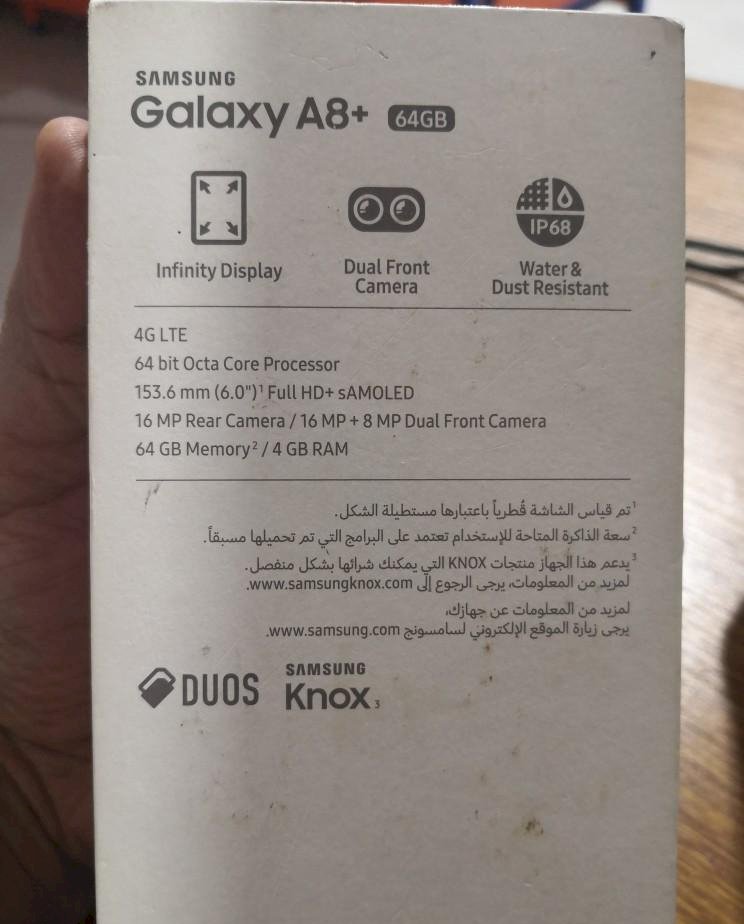 SAMSUNG
Galaxy A8+ 64GB
Infinity Display
Dual Front
Camera
IP68
Water &
Dust Resistant
4G LTE
64 bit Octa Core Processor
153.6 mm (6.0")¹ Full HD+ sAMOLED
16 MP Rear Camera / 16 MP + 8 MP Dual Front Camera
64 GB Memory² / 4 GB RAM
¹تم قياس الشاشة قُطرياً باعتبارها مستطيلة الشكل.
²سعة الذاكرة المتاحة للإستخدام تعتمد على البرامج التي تم تحميلها مسبقاً.
³يدعم هذا الجهاز منتجات KNOX التي يمكنك شرائها بشكل منفصل.
لمزيد من المعلومات، يرجى الرجوع إلى www.samsungknox.com.
لمزيد من المعلومات عن جهازك،
يرجى زيارة الموقع الإلكتروني لسامسونج www.samsung.com.
DUOS
SAMSUNG
Knox ₃